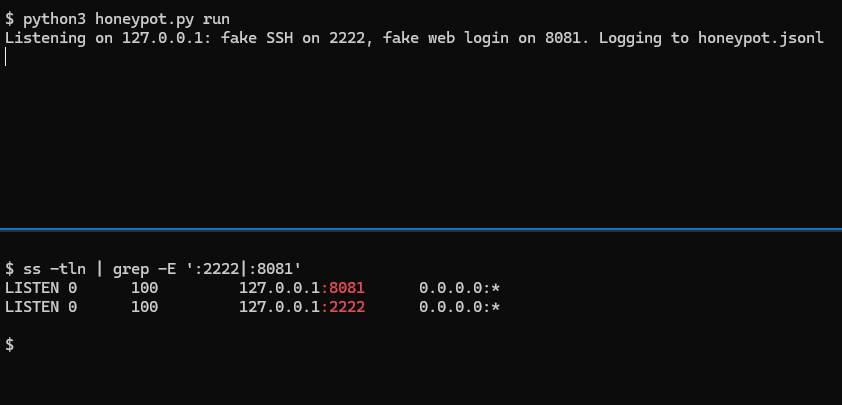 $ python3 honeypot.py run
Listening on 127.0.0.1: fake SSH on 2222, fake web login on 8081. Logging to honeypot.jsonl
$ ss -tln | grep -E ':2222|:8081'
LISTEN 0      100         127.0.0.1:8081      0.0.0.0:*
LISTEN 0      100         127.0.0.1:2222      0.0.0.0:*
$